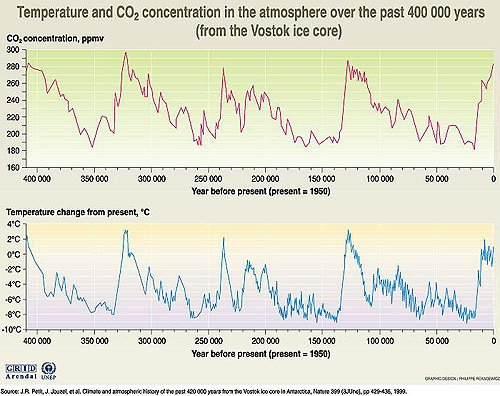 Temperature and CO₂ concentration in the atmosphere over the past 400 000 years
(from the Vostok ice core)
CO₂ concentration, ppmv
300
280
260
240
220
200
180
160
400 000 350 000 300 000 250 000 200 000 150 000 100 000 50 000 0
Year before present (present = 1950)
Temperature change from present, °C
4°C
2°C
0°C
-2°C
-4°C
-6°C
-8°C
-10°C
400 000 350 000 300 000 250 000 200 000 150 000 100 000 50 000 0
Year before present (present = 1950)
GRID
Arendal UNEP
GRAPHIC DESIGN : PHILIPPE REKACEWICZ
Source: J.R. Petit, J. Jouzel, et al. Climate and atmospheric history of the past 420 000 years from the Vostok ice core in Antarctica, Nature 399 (3JUne), pp 429-436, 1999.